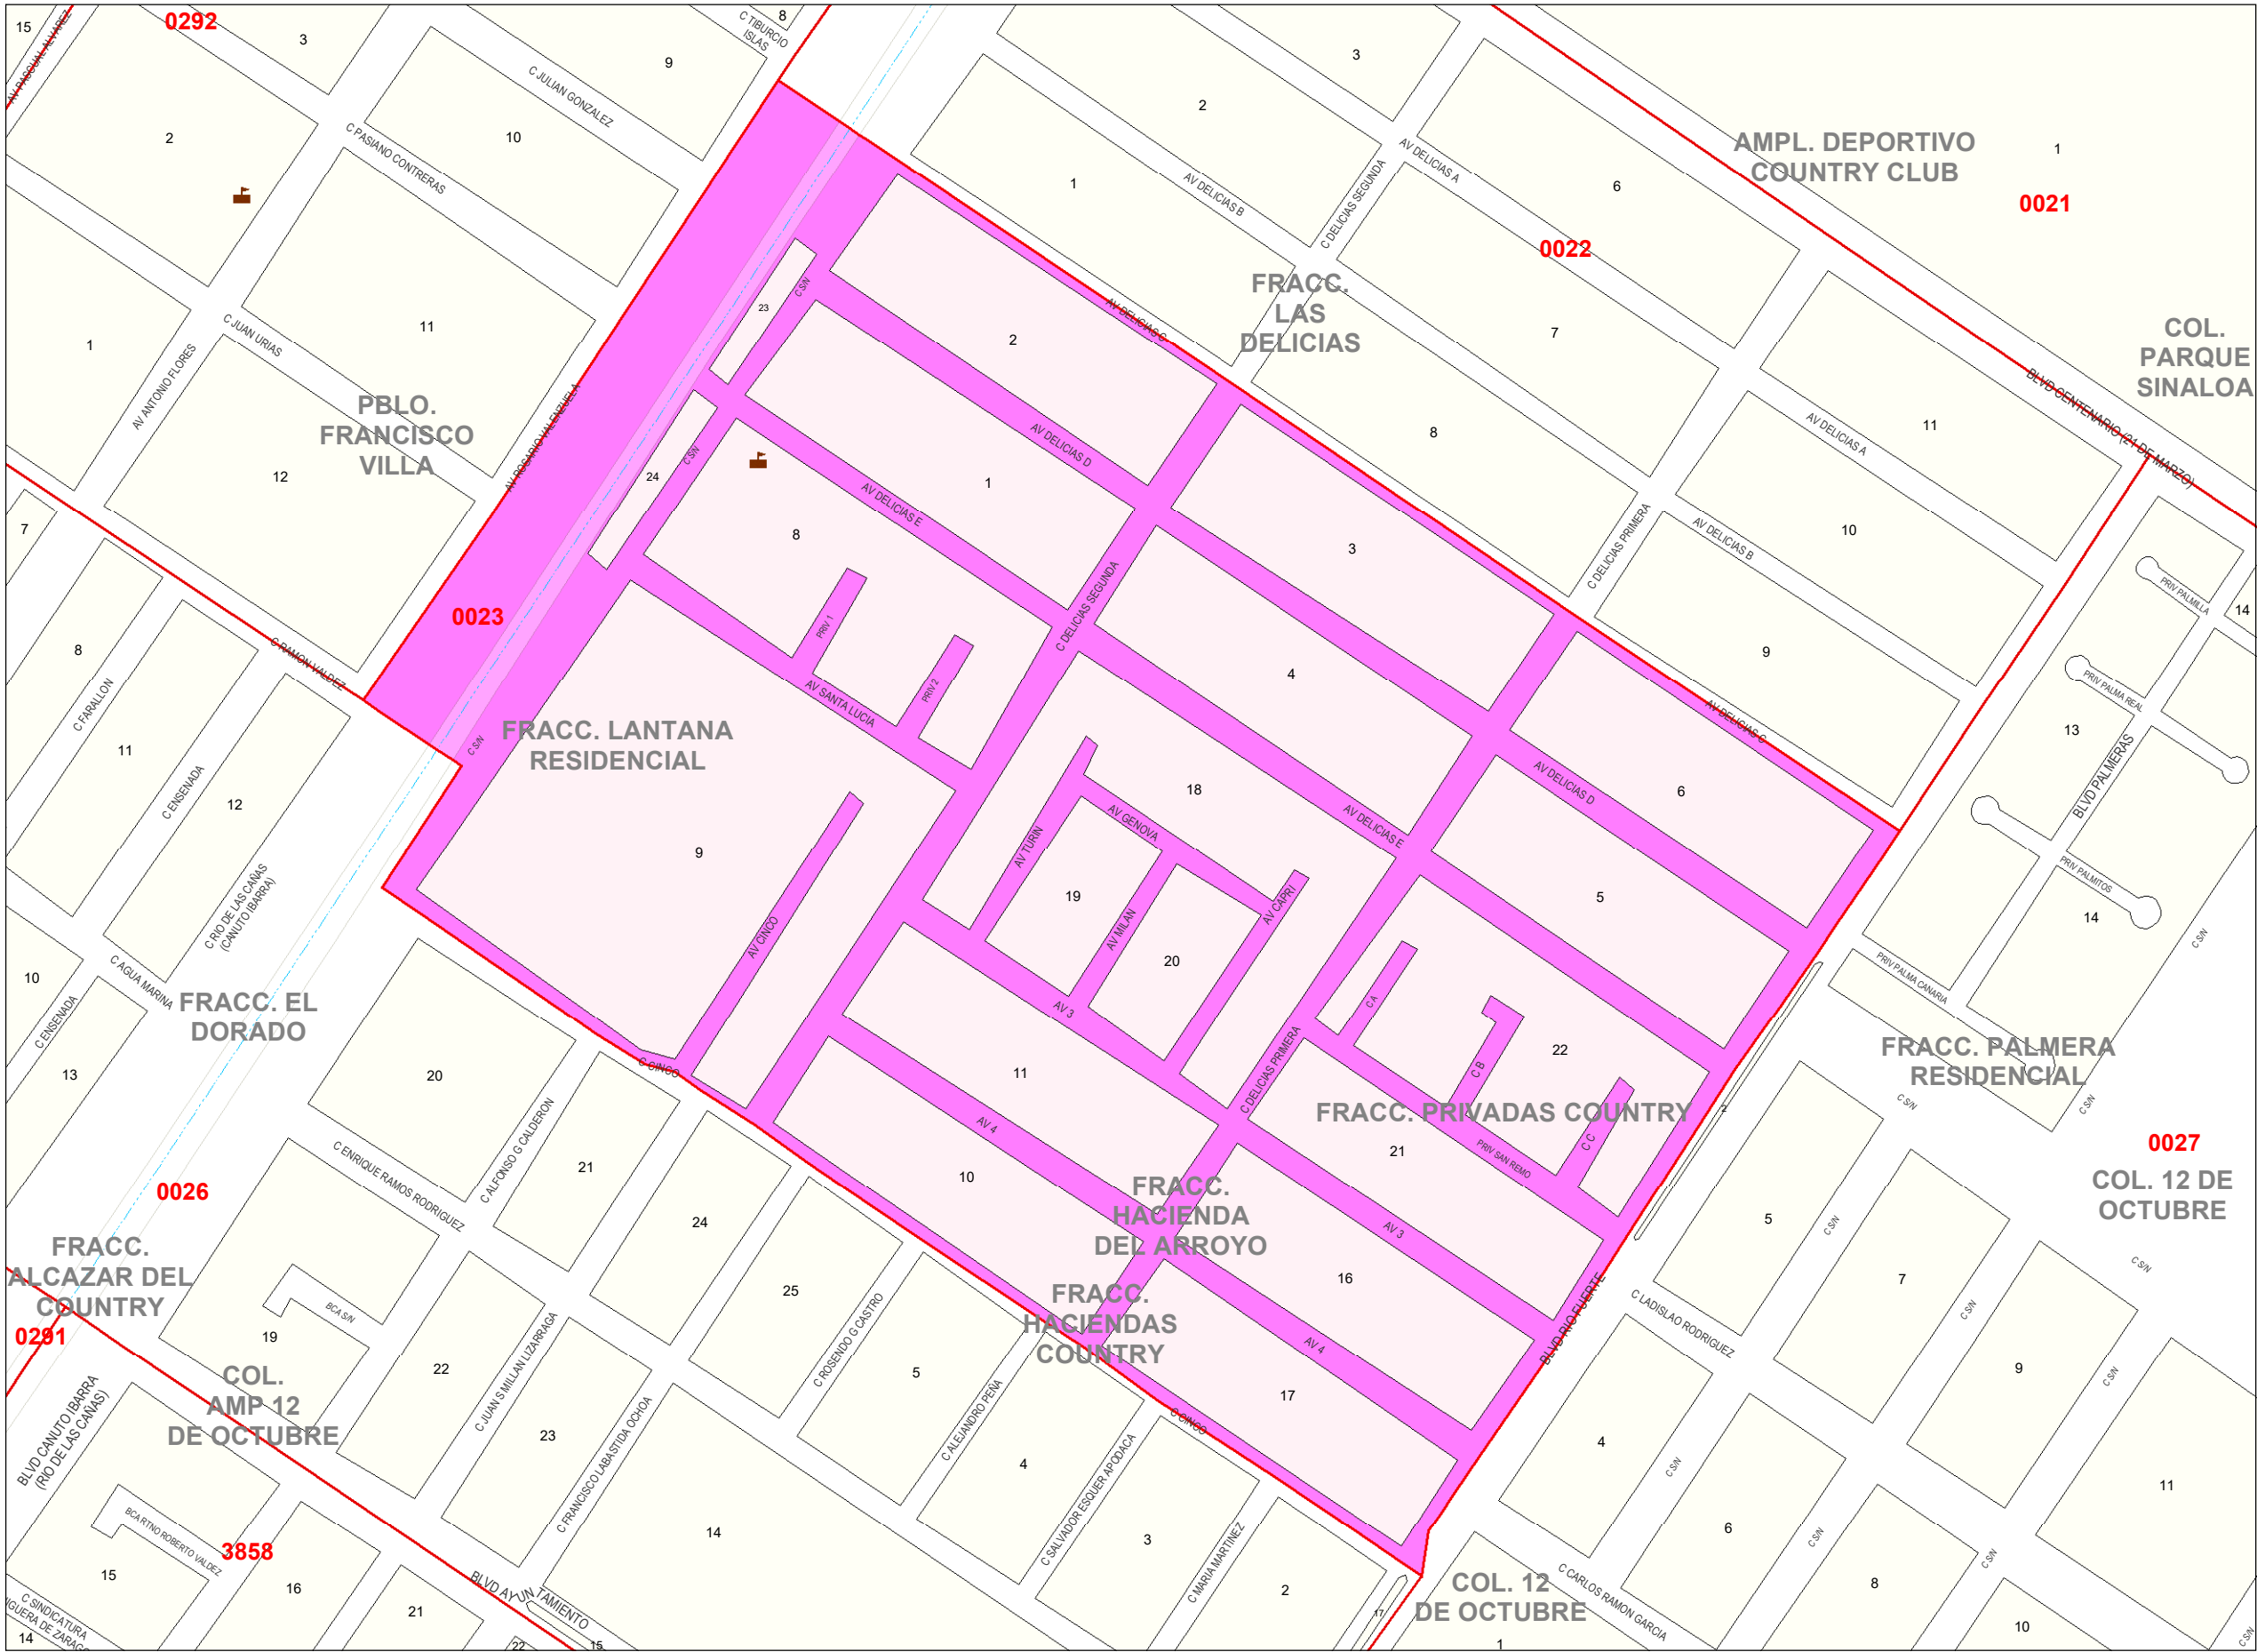 15
0292
3
9
C TIBURCIO
ISLAS
8
AV PASCUAL ALVAREZ
2
C JULIAN GONZALEZ
10
C PASIANO CONTRERAS
3
2
1
AV DELICIAS B
C DELICIAS SEGUNDA
AV DELICIAS A
6
AMPL. DEPORTIVO
COUNTRY CLUB
1
0021
0022
FRACC.
LAS
DELICIAS
7
COL.
PARQUE
SINALOA
BLVD CENTENARIO (21 DE MARZO)
11
AV DELICIAS A
10
AV DELICIAS B
8
C DELICIAS PRIMERA
9
1
C JUAN URIAS
11
AV ANTONIO FLORES
PBLO.
FRANCISCO
VILLA
12
AV ROSARIO VALENZUELA
23
C S/N
2
AV DELICIAS C
24
C S/N
AV DELICIAS D
1
AV DELICIAS E
8
3
C DELICIAS SEGUNDA
PRIV 1
PRIV 2
AV SANTA LUCIA
4
6
AV DELICIAS C
AV DELICIAS D
AV DELICIAS E
5
0023
C RAMON VALDEZ
7
8
C FARALLON
11
C ENSENADA
12
C S/N
FRACC. LANTANA
RESIDENCIAL
9
AV CINCO
18
AV TURIN
AV GENOVA
19
AV MILAN
20
AV CAPRI
AV 3
C DELICIAS PRIMERA
C A
C B
22
C C
FRACC. PRIVADAS COUNTRY
21
PRIV SAN REMO
PRIV PALMILLA
14
PRIV PALMA REAL
13
BLVD PALMERAS
PRIV PALMITOS
14
C S/N
PRIV PALMA CANARIA
FRACC. PALMERA
RESIDENCIAL
C S/N
C S/N
0027
COL. 12 DE
OCTUBRE
2
C RIO DE LAS CAÑAS
(CANUTO IBARRA)
10
C AGUA MARINA
C ENSENADA
FRACC. EL
DORADO
13
20
C CINCO
C ALFONSO G CALDERON
C ENRIQUE RAMOS RODRIGUEZ
21
24
11
AV 4
10
FRACC.
HACIENDA
DEL ARROYO
AV 3
16
FRACC.
HACIENDAS
COUNTRY
AV 4
17
C CINCO
BLVD RIO FUERTE
C LADISLAO RODRIGUEZ
5
C S/N
7
C S/N
C S/N
9
C S/N
11
4
C S/N
6
C S/N
8
C S/N
10
C S/N
0026
FRACC.
ALCAZAR DEL
COUNTRY
0291
19
BCA S/N
22
C JUAN S MILLAN LIZARRAGA
COL.
AMP 12
DE OCTUBRE
BLVD CANUTO IBARRA
(RIO DE LAS CAÑAS)
23
C FRANCISCO LABASTIDA OCHOA
25
C ROSENDO G CASTRO
5
C ALEJANDRO PEÑA
4
C SALVADOR ESQUER APODACA
3
C MARIA MARTINEZ
2
14
BCA RTNO ROBERTO VALDEZ
3858
15
16
21
BLVD AYUNTAMIENTO
C SINDICATURA
14
22
15
17
COL. 12
DE OCTUBRE
C CARLOS RAMON GARCIA
1